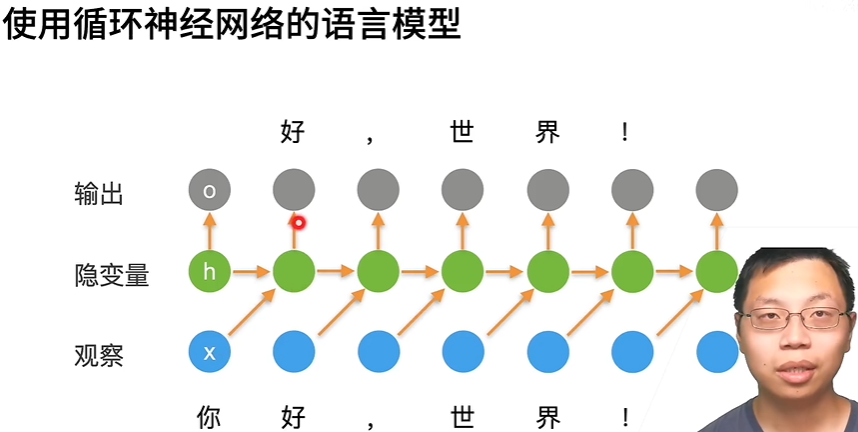 使用循环神经网络的语言模型
好 , 世 界 !
输出 o
隐变量 h
观察 x
你 好 , 世 界 !